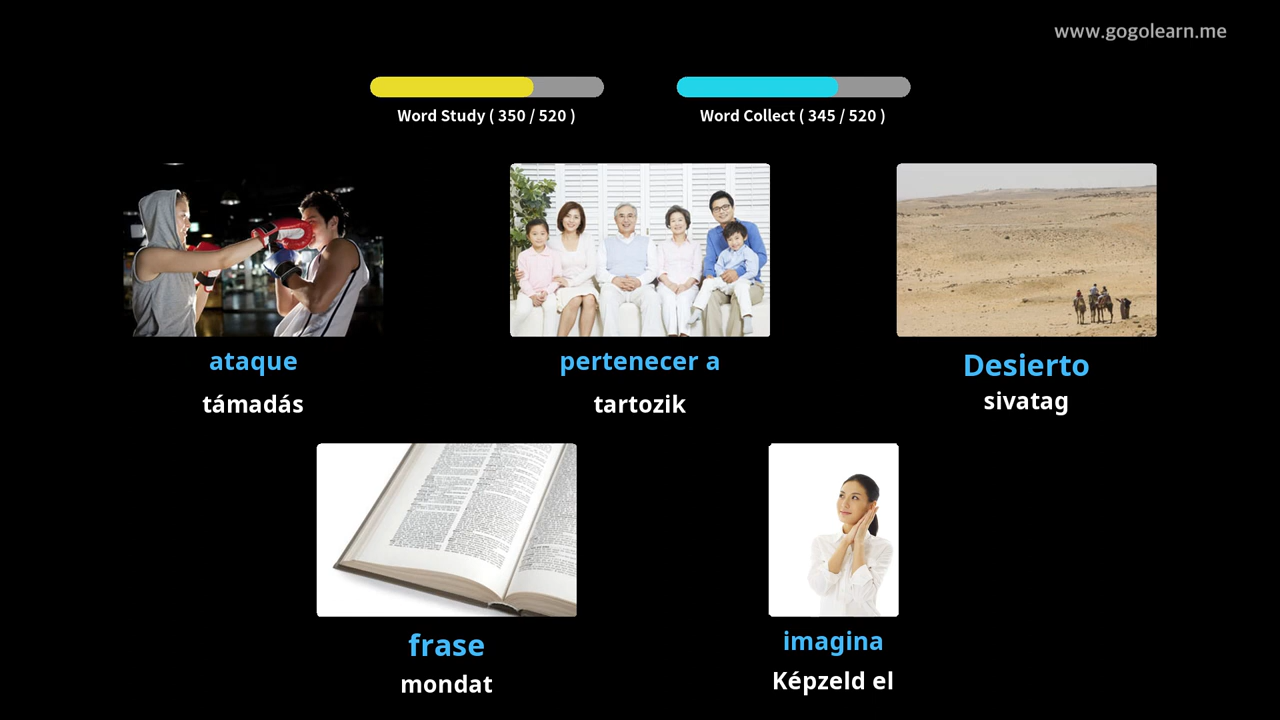 www.gogolearn.me
Word Study ( 350 / 520 )
Word Collect ( 345 / 520 )
ataque
támadás
pertenecer a
tartozik
Desierto
sivatag
frase
mondat
imagina
Képzeld el